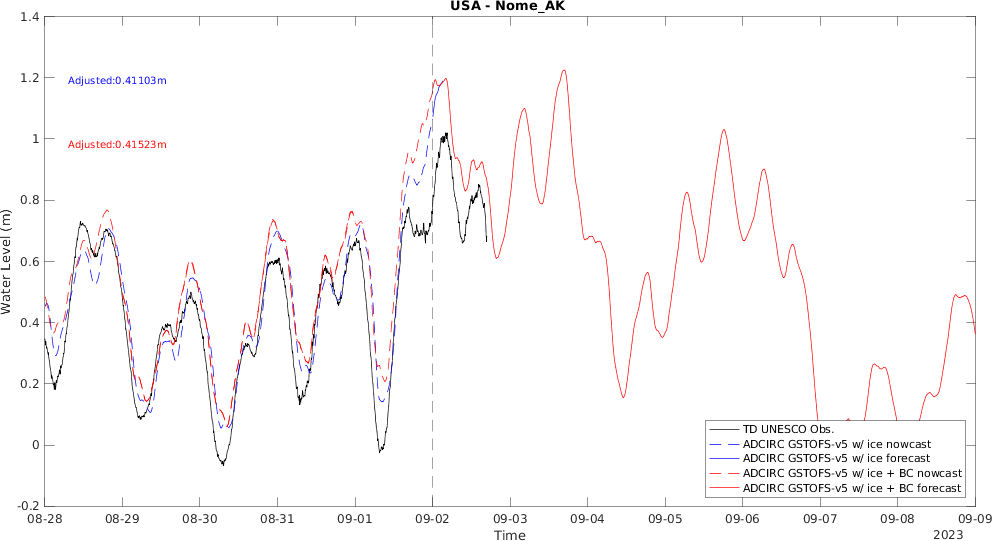 USA - Nome_AK
1.4
1.2
1
0.8
0.6
0.4
0.2
0
-0.2
Water Level (m)
Adjusted:0.41103m
Adjusted:0.41523m
TD UNESCO Obs.
ADCIRC GSTOFS-v5 w/ ice nowcast
ADCIRC GSTOFS-v5 w/ ice forecast
ADCIRC GSTOFS-v5 w/ ice + BC nowcast
ADCIRC GSTOFS-v5 w/ ice + BC forecast
08-28 08-29 08-30 08-31 09-01 09-02 09-03 09-04 09-05 09-06 09-07 09-08 09-09
Time
2023